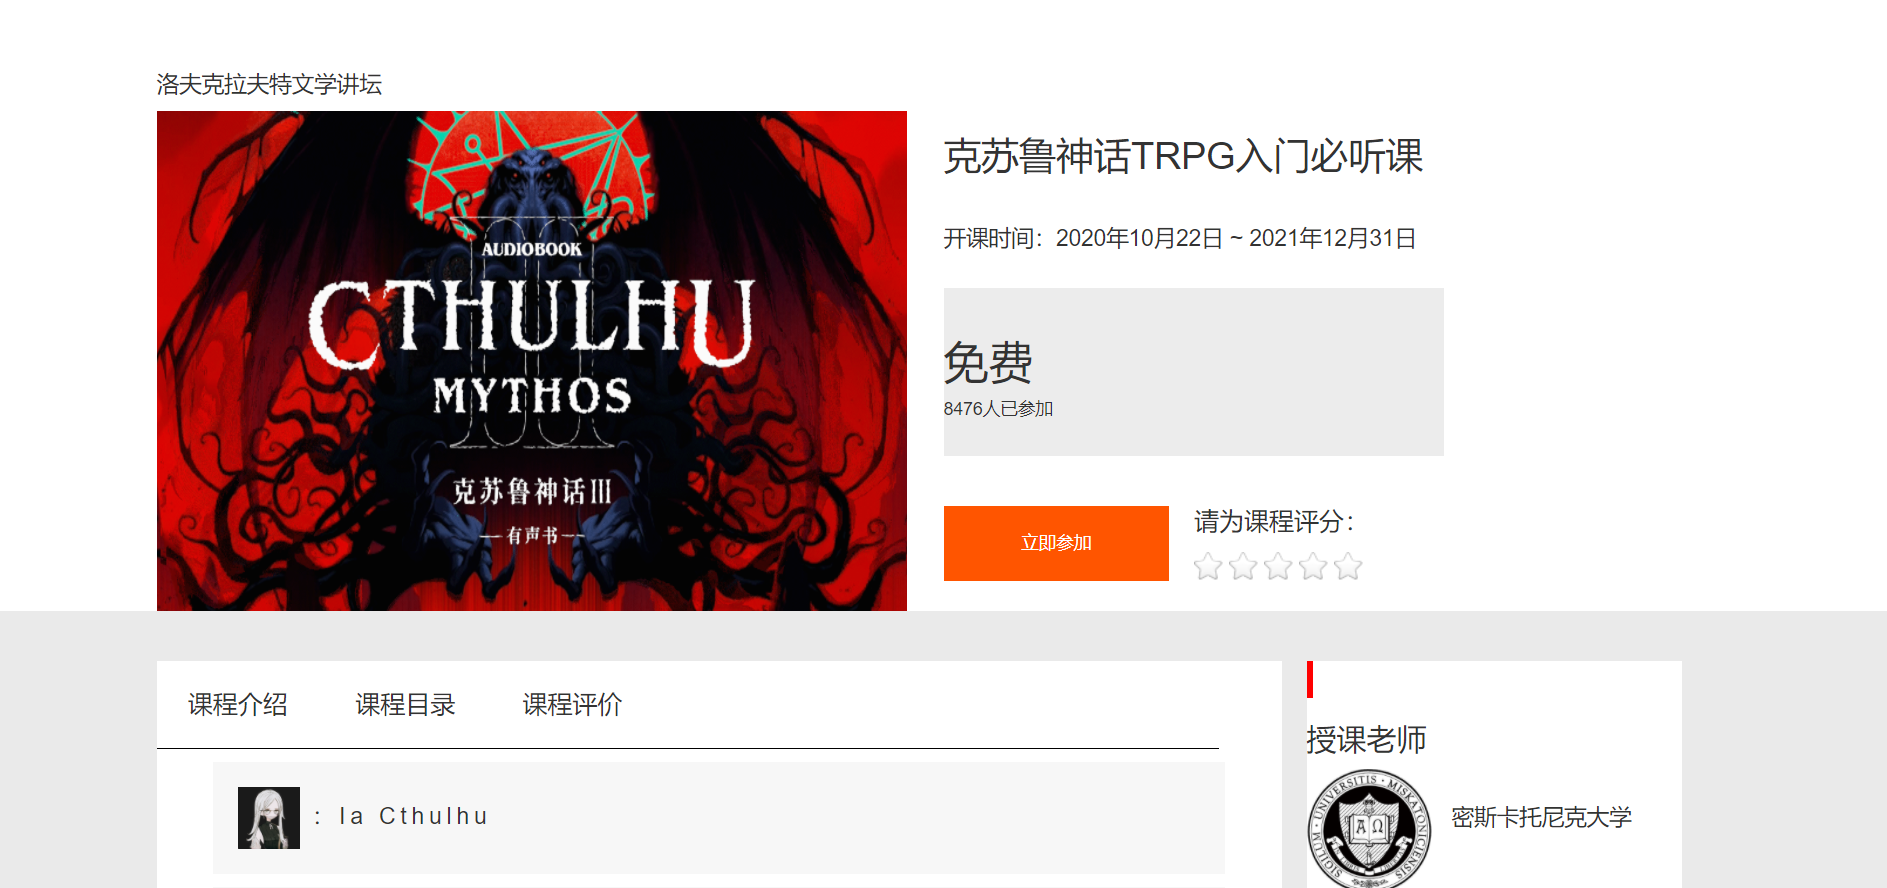 洛夫克拉夫特文学讲坛
AUDIOBOOK
CTHULHU
MYTHOS
III
克苏鲁神话III
有声书
克苏鲁神话TRPG入门必听课
开课时间：2020年10月22日 ~ 2021年12月31日
免费
8476人已参加
立即参加
请为课程评分：
课程介绍
课程目录
课程评价
： Ia Cthulhu
授课老师
SIGILLUM · UNIVERSITIS · MISKATONICIENSIS
Α Ω
密斯卡托尼克大学